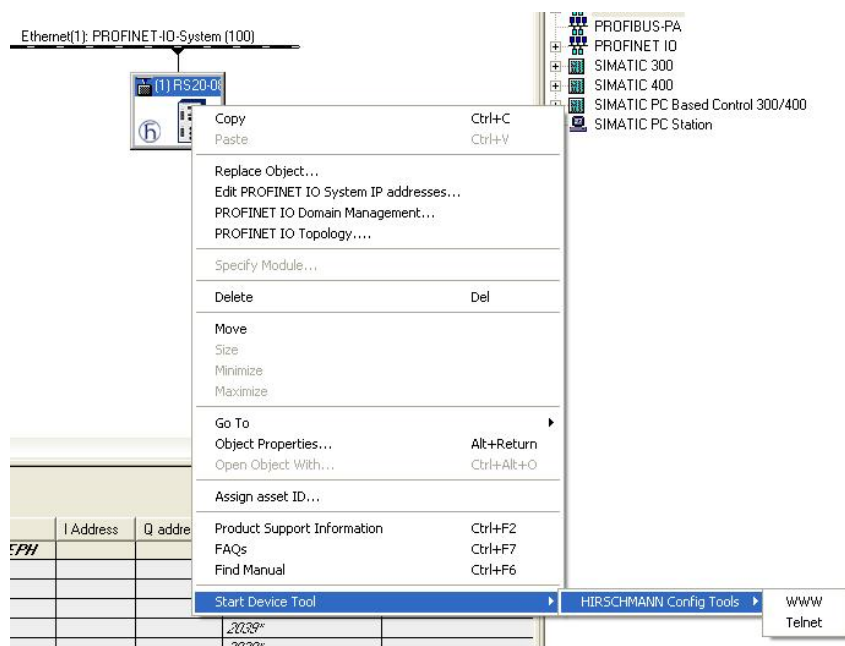 Ethernet(1): PROFINET-IO-System (100)
(1) RS20-08
PROFIBUS-PA
PROFINET IO
SIMATIC 300
SIMATIC 400
SIMATIC PC Based Control 300/400
SIMATIC PC Station
Copy Ctrl+C
Paste Ctrl+V
Replace Object...
Edit PROFINET IO System IP addresses...
PROFINET IO Domain Management...
PROFINET IO Topology....
Specify Module...
Delete Del
Move
Size
Minimize
Maximize
Go To
Object Properties... Alt+Return
Open Object With... Ctrl+Alt+O
Assign asset ID...
Product Support Information Ctrl+F2
FAQs Ctrl+F7
Find Manual Ctrl+F6
Start Device Tool
HIRSCHMANN Config Tools
WWW
Telnet
I Address Q addre
EPH
2039*